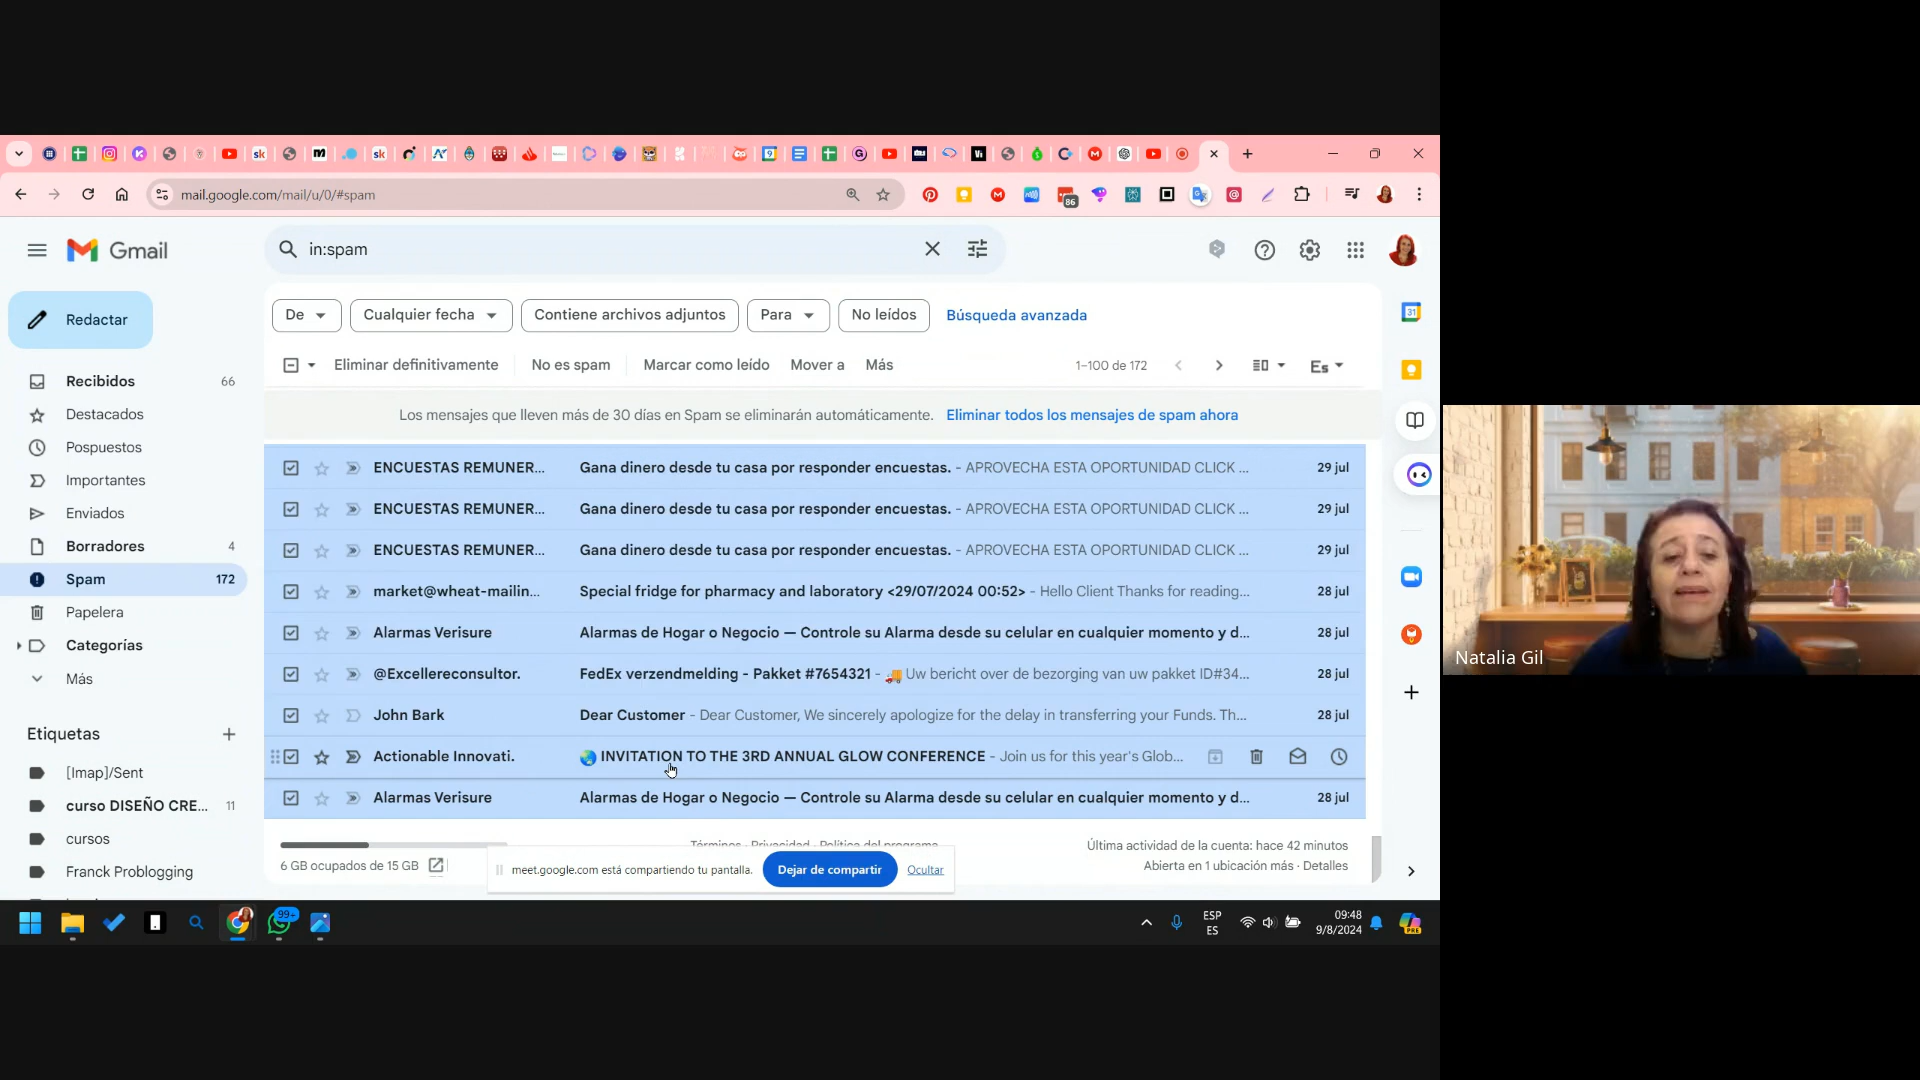 mail.google.com/mail/u/0/#spam
86
Gmail
in:spam
Redactar
De
Cualquier fecha
Contiene archivos adjuntos
Para
No leídos
Búsqueda avanzada
Eliminar definitivamente
No es spam
Marcar como leído
Mover a
Más
1–100 de 172
Es
Los mensajes que lleven más de 30 días en Spam se eliminarán automáticamente. Eliminar todos los mensajes de spam ahora
Recibidos 66
Destacados
Pospuestos
Importantes
Enviados
Borradores 4
Spam 172
Papelera
Categorías
Más
Etiquetas
[Imap]/Sent
curso DISEÑO CRE... 11
cursos
Franck Problogging
ENCUESTAS REMUNER... Gana dinero desde tu casa por responder encuestas. - APROVECHA ESTA OPORTUNIDAD CLICK ... 29 jul
ENCUESTAS REMUNER... Gana dinero desde tu casa por responder encuestas. - APROVECHA ESTA OPORTUNIDAD CLICK ... 29 jul
ENCUESTAS REMUNER... Gana dinero desde tu casa por responder encuestas. - APROVECHA ESTA OPORTUNIDAD CLICK ... 29 jul
market@wheat-mailin... Special fridge for pharmacy and laboratory <29/07/2024 00:52> - Hello Client Thanks for reading... 28 jul
Alarmas Verisure Alarmas de Hogar o Negocio — Controle su Alarma desde su celular en cualquier momento y d... 28 jul
@Excellereconsultor. FedEx verzendmelding - Pakket #7654321 - 🚚 Uw bericht over de bezorging van uw pakket ID#34... 28 jul
John Bark Dear Customer - Dear Customer, We sincerely apologize for the delay in transferring your Funds. Th... 28 jul
Actionable Innovati. 🌏 INVITATION TO THE 3RD ANNUAL GLOW CONFERENCE - Join us for this year's Glob...
Alarmas Verisure Alarmas de Hogar o Negocio — Controle su Alarma desde su celular en cualquier momento y d... 28 jul
6 GB ocupados de 15 GB
Términos · Privacidad · Política del programa
Última actividad de la cuenta: hace 42 minutos
Abierta en 1 ubicación más · Detalles
meet.google.com está compartiendo tu pantalla.
Dejar de compartir
Ocultar
31
99+
ESP
ES
09:48
9/8/2024
PRE
Natalia Gil